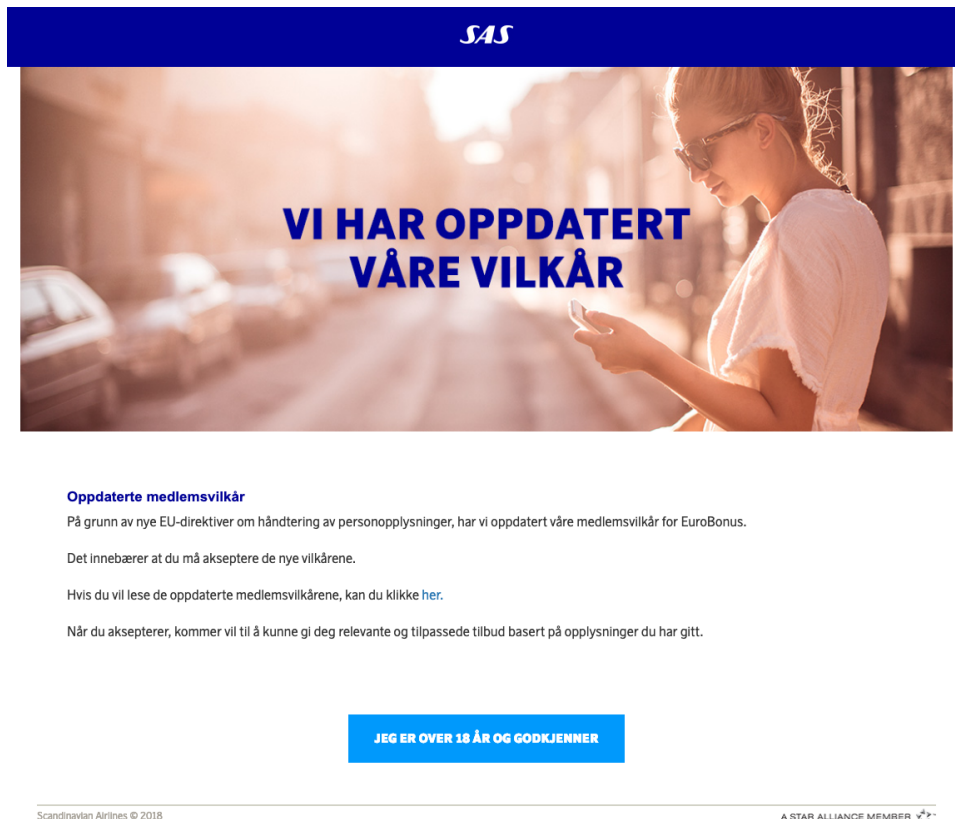 SAS
VI HAR OPPDATERT
VÅRE VILKÅR
Oppdaterte medlemsvilkår
På grunn av nye EU-direktiver om håndtering av personopplysninger, har vi oppdatert våre medlemsvilkår for EuroBonus.
Det innebærer at du må akseptere de nye vilkårene.
Hvis du vil lese de oppdaterte medlemsvilkårene, kan du klikke her.
Når du aksepterer, kommer vil til å kunne gi deg relevante og tilpassede tilbud basert på opplysninger du har gitt.
JEG ER OVER 18 ÅR OG GODKJENNER
Scandinavian Airlines © 2018
A STAR ALLIANCE MEMBER